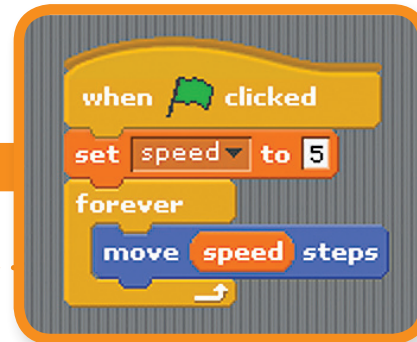 when clicked
set speed to 5
forever
move speed steps